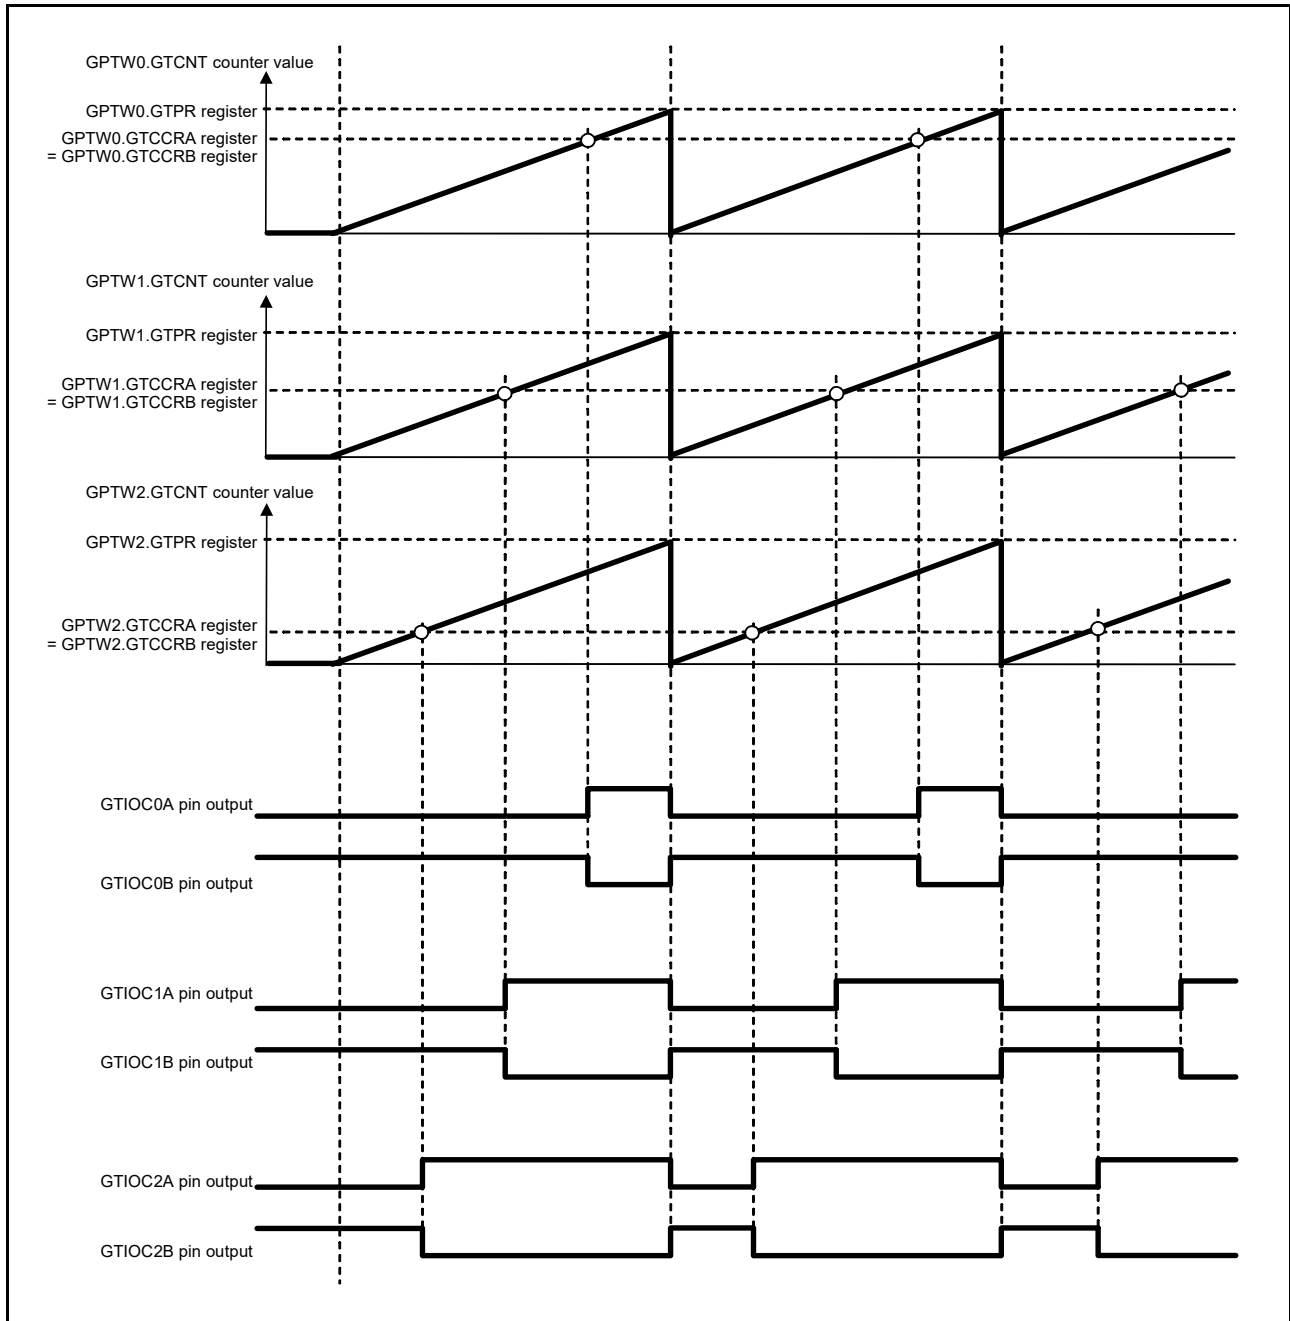 GPTW0.GTCNT counter value
GPTW0.GTPR register
GPTW0.GTCCRA register
= GPTW0.GTCCRB register
GPTW1.GTCNT counter value
GPTW1.GTPR register
GPTW1.GTCCRA register
= GPTW1.GTCCRB register
GPTW2.GTCNT counter value
GPTW2.GTPR register
GPTW2.GTCCRA register
= GPTW2.GTCCRB register
GTIOC0A pin output
GTIOC0B pin output
GTIOC1A pin output
GTIOC1B pin output
GTIOC2A pin output
GTIOC2B pin output